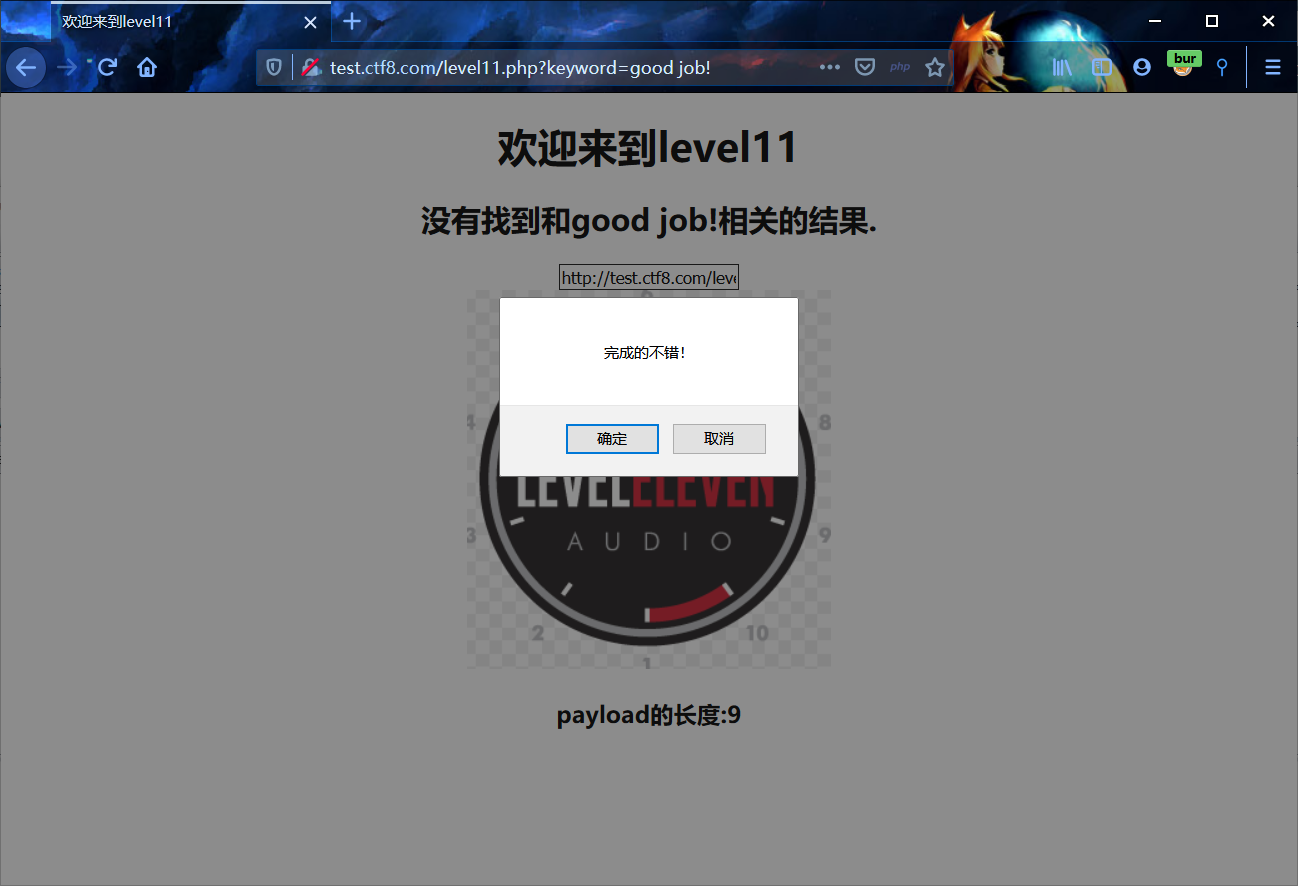 欢迎来到level11
test.ctf8.com/level11.php?keyword=good job!
php
bur
欢迎来到level11
没有找到和good job!相关的结果.
http://test.ctf8.com/leve
完成的不错!
确定
取消
4
8
LEVELELEVEN
AUDIO
3
9
2
10
1
payload的长度:9